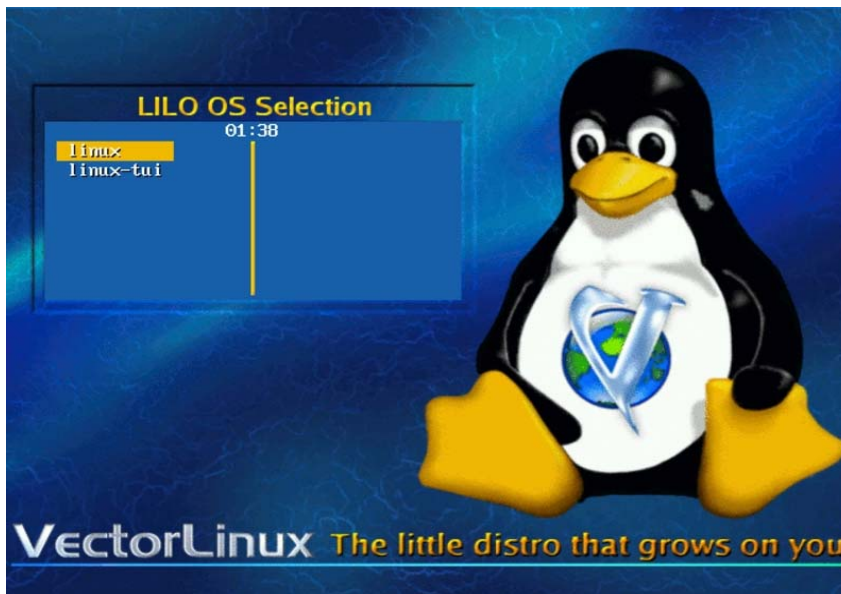 LILO OS Selection
01:38
linux
linux-tui
V
VectorLinux The little distro that grows on you